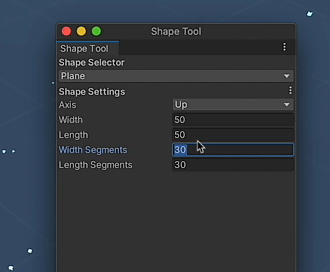 Shape Tool
Shape Tool
Shape Selector
Plane
Shape Settings
Axis Up
Width 50
Length 50
Width Segments 30
Length Segments 30